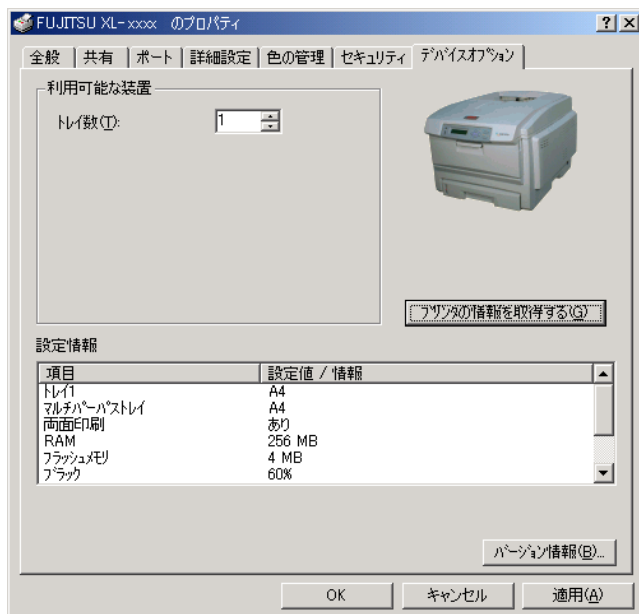 FUJITSU XL-xxxx のプロパティ
全般 共有 ポート 詳細設定 色の管理 セキュリティ デバイスオプション
利用可能な装置
トレイ数(T): 1
プリンタの情報を取得する(G)
設定情報
項目 設定値 / 情報
トレイ1 A4
マルチパーパストレイ A4
両面印刷 あり
RAM 256 MB
フラッシュメモリ 4 MB
ブラック 60%
バージョン情報(B)...
OK キャンセル 適用(A)